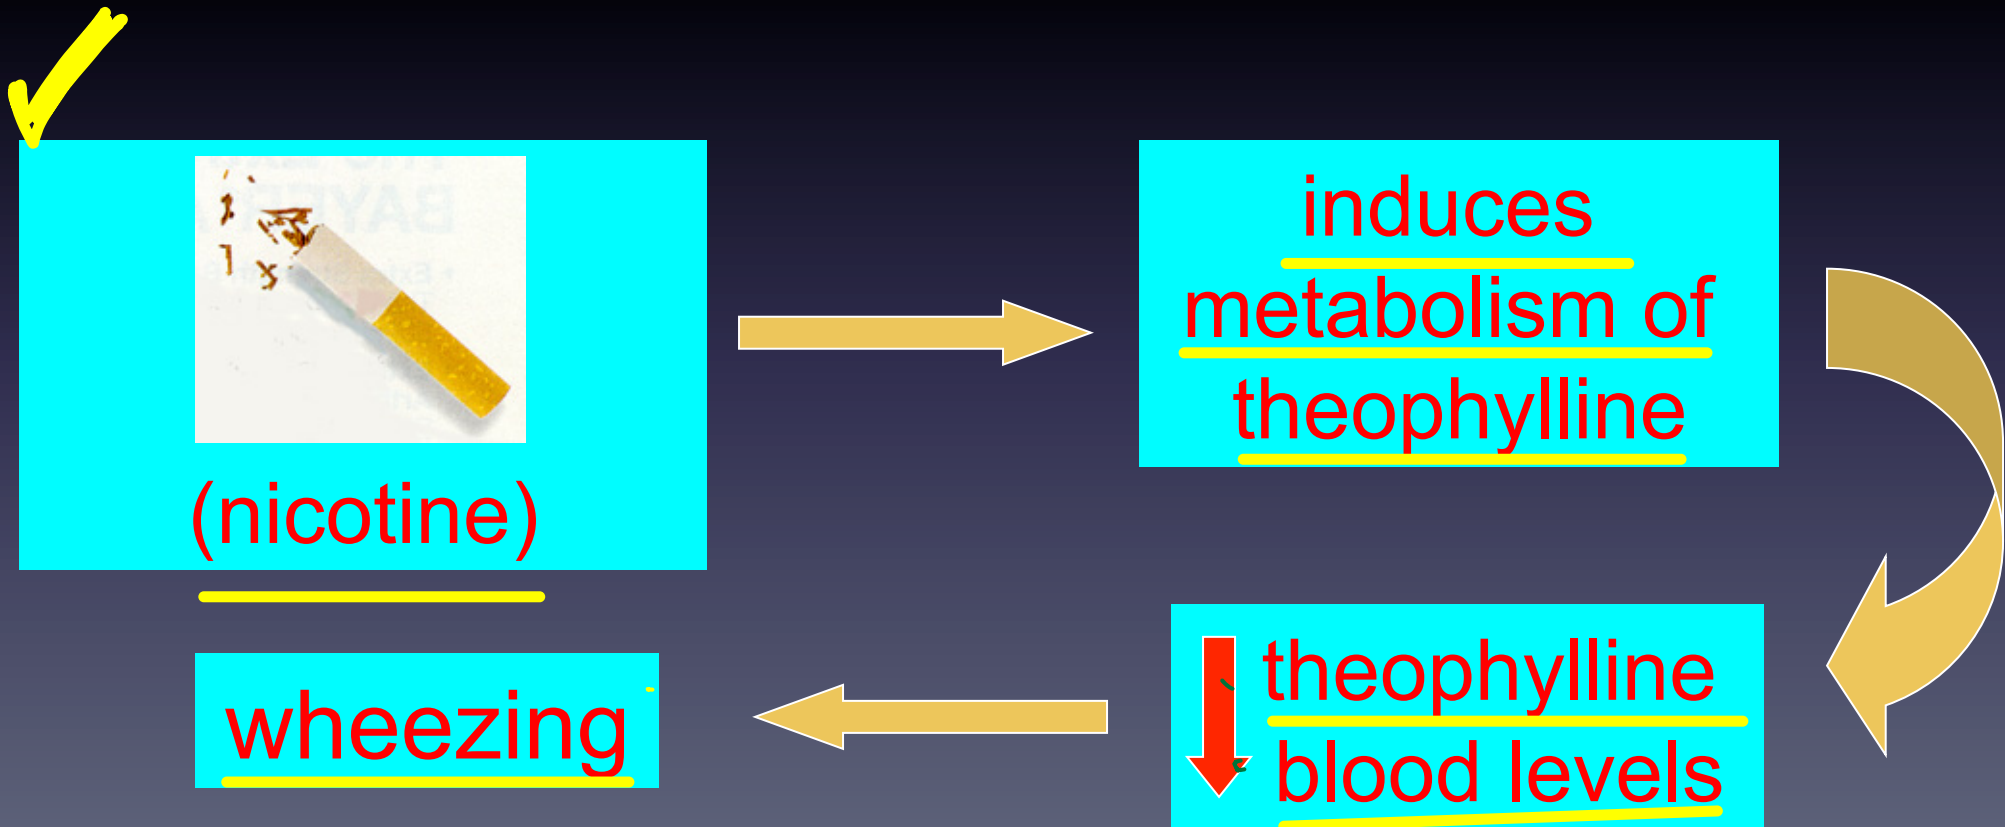 (nicotine)
induces
metabolism of
theophylline
theophylline
blood levels
wheezing